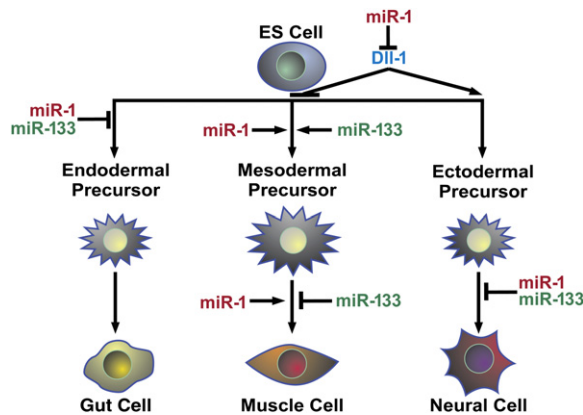 miR-1
ES Cell
Dll-1
miR-1
miR-133
miR-1
miR-133
Endodermal
Precursor
Mesodermal
Precursor
Ectodermal
Precursor
miR-1
miR-133
miR-1
miR-133
Gut Cell
Muscle Cell
Neural Cell